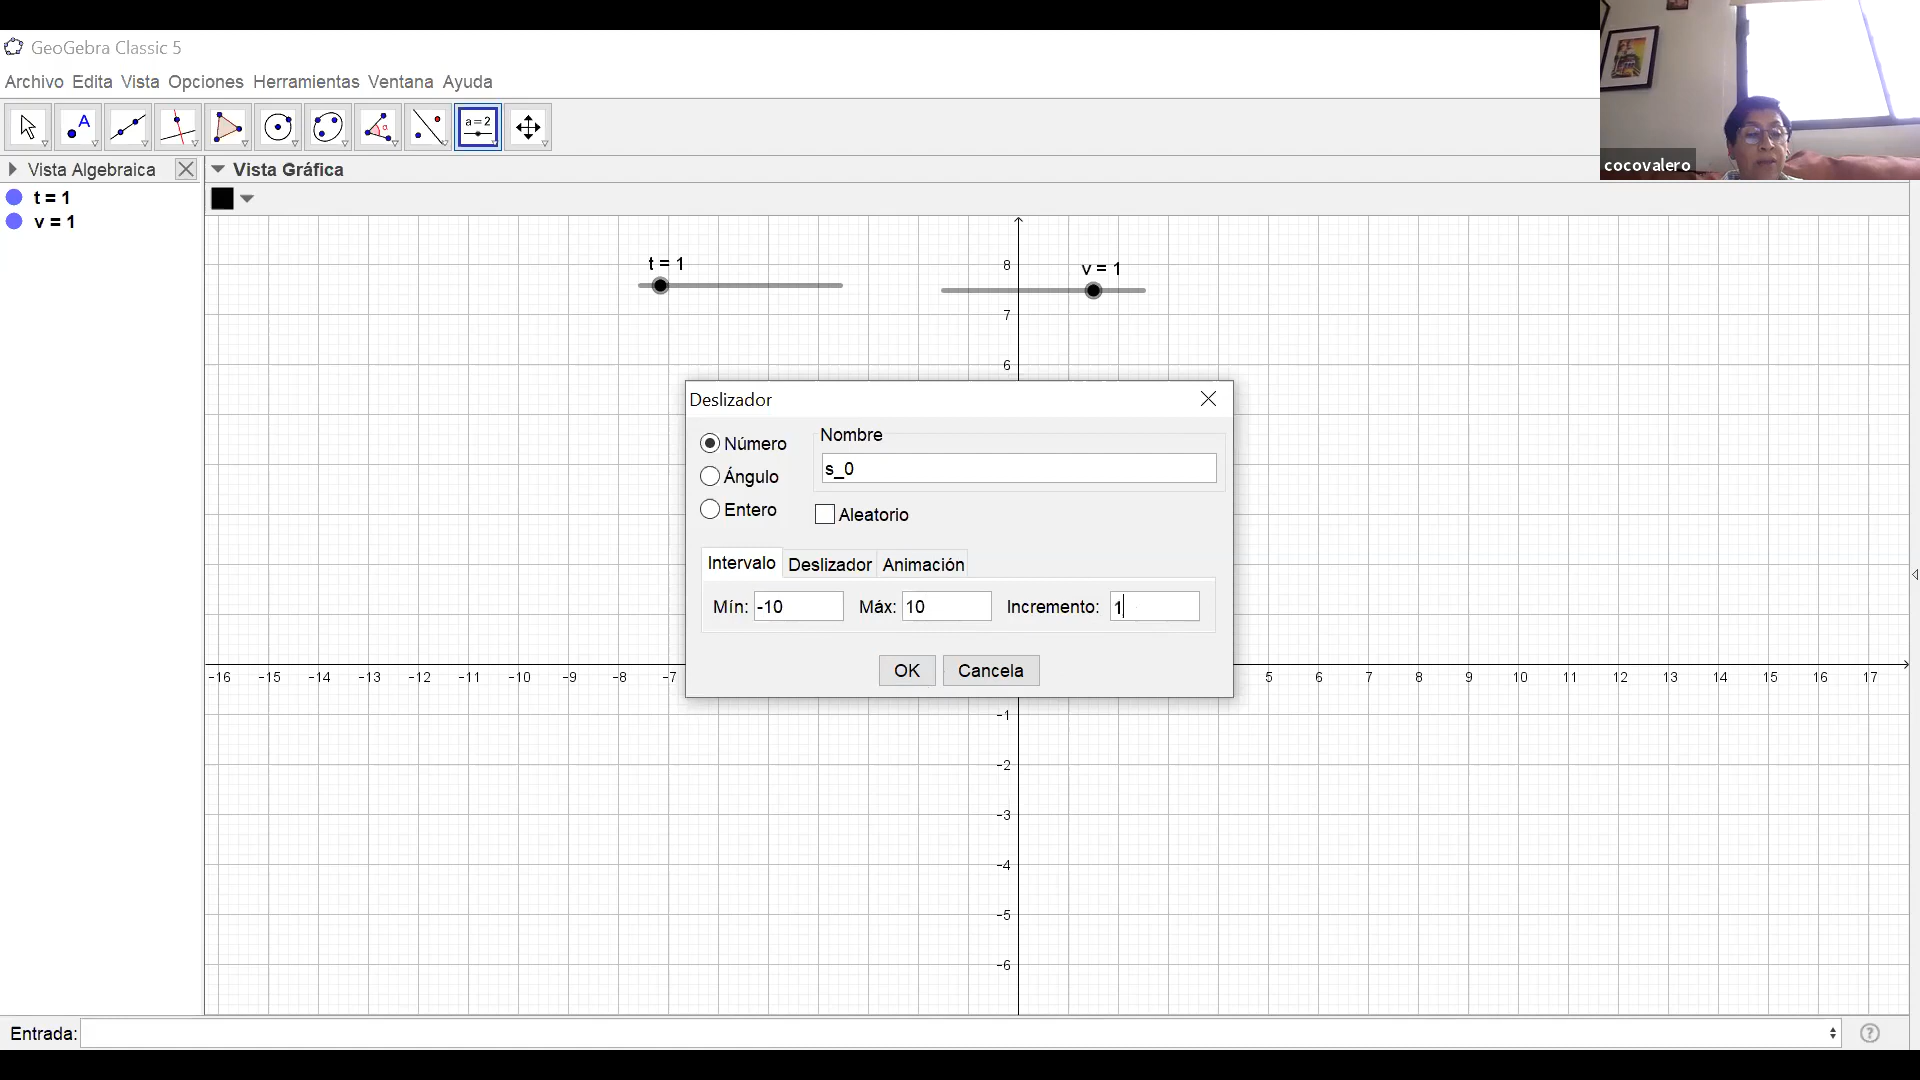 GeoGebra Classic 5
Archivo Edita Vista Opciones Herramientas Ventana Ayuda
A
α
a=2
cocovalero
Vista Algebraica
Vista Gráfica
t = 1
v = 1
t = 1
v = 1
8
7
6
Deslizador
Número
Ángulo
Entero
Nombre
s_0
Aleatorio
Intervalo Deslizador Animación
Mín: -10 Máx: 10 Incremento: 1
OK Cancela
-16 -15 -14 -13 -12 -11 -10 -9 -8 -7 5 6 7 8 9 10 11 12 13 14 15 16 17
-1
-2
-3
-4
-5
-6
Entrada:
?